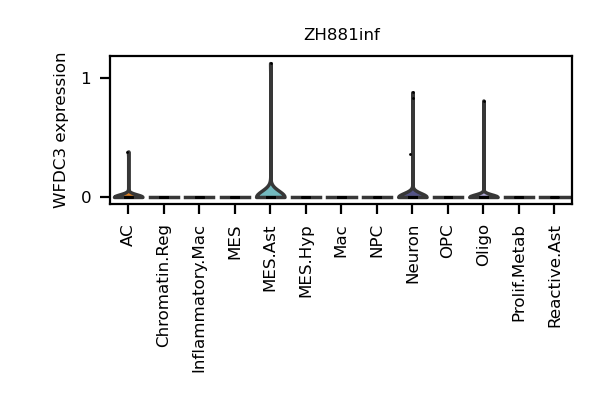 ZH881inf
WFDC3 expression
1
0
AC
Chromatin.Reg
Inflammatory.Mac
MES
MES.Ast
MES.Hyp
Mac
NPC
Neuron
OPC
Oligo
Prolif.Metab
Reactive.Ast